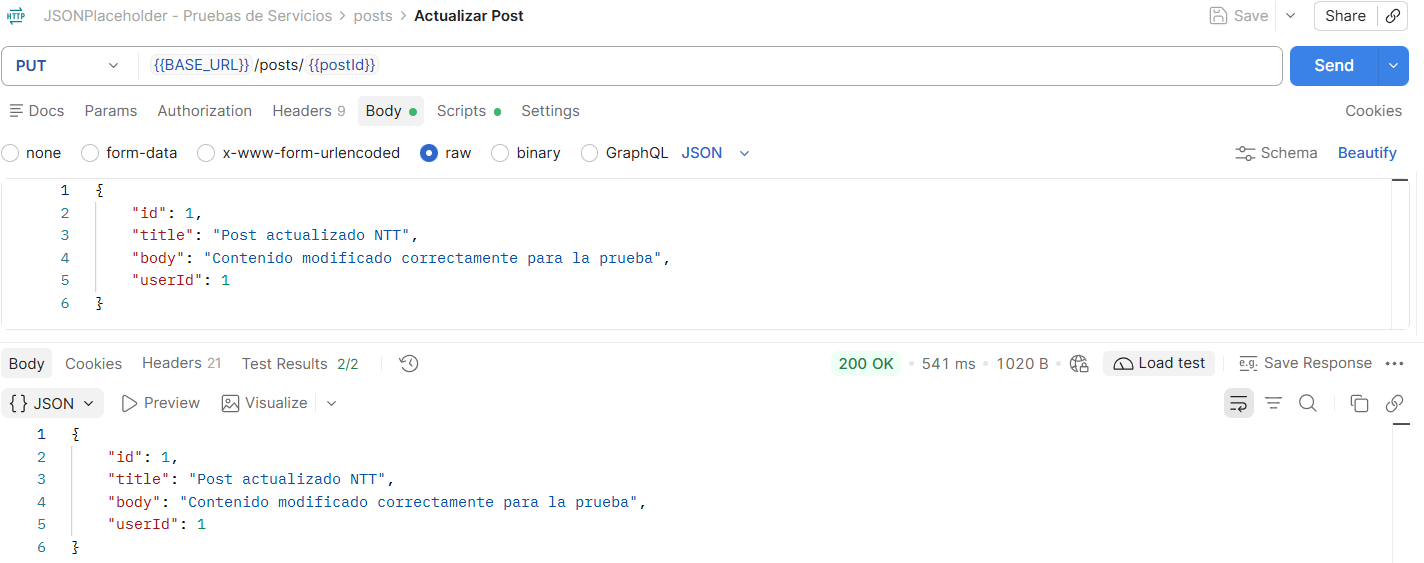 HTTP JSONPlaceholder - Pruebas de Servicios > posts > Actualizar Post Save Share
PUT {{BASE_URL}} /posts/ {{postId}} Send
Docs Params Authorization Headers 9 Body Scripts Settings Cookies
none form-data x-www-form-urlencoded raw binary GraphQL JSON Schema Beautify
1 {
2 "id": 1,
3 "title": "Post actualizado NTT",
4 "body": "Contenido modificado correctamente para la prueba",
5 "userId": 1
6 }
Body Cookies Headers 21 Test Results 2/2 200 OK • 541 ms • 1020 B • Load test e.g. Save Response
{} JSON Preview Visualize
1 {
2 "id": 1,
3 "title": "Post actualizado NTT",
4 "body": "Contenido modificado correctamente para la prueba",
5 "userId": 1
6 }